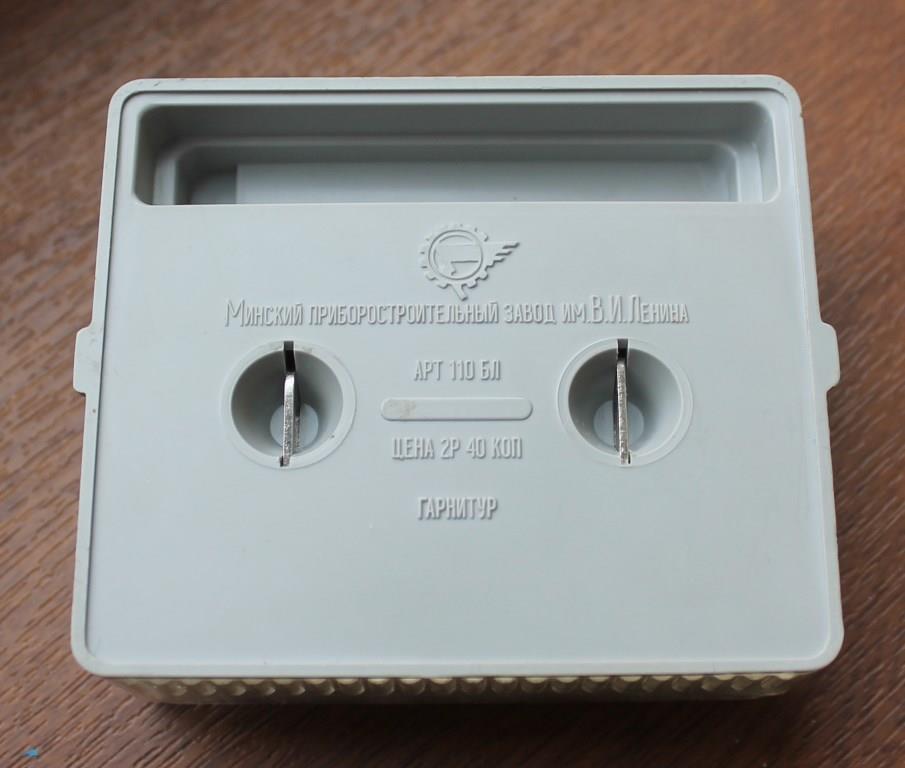 Минский приборостроительный завод им.В.И.Ленина
АРТ 110 БЛ
ЦЕНА 2Р 40 КОП
ГАРНИТУР